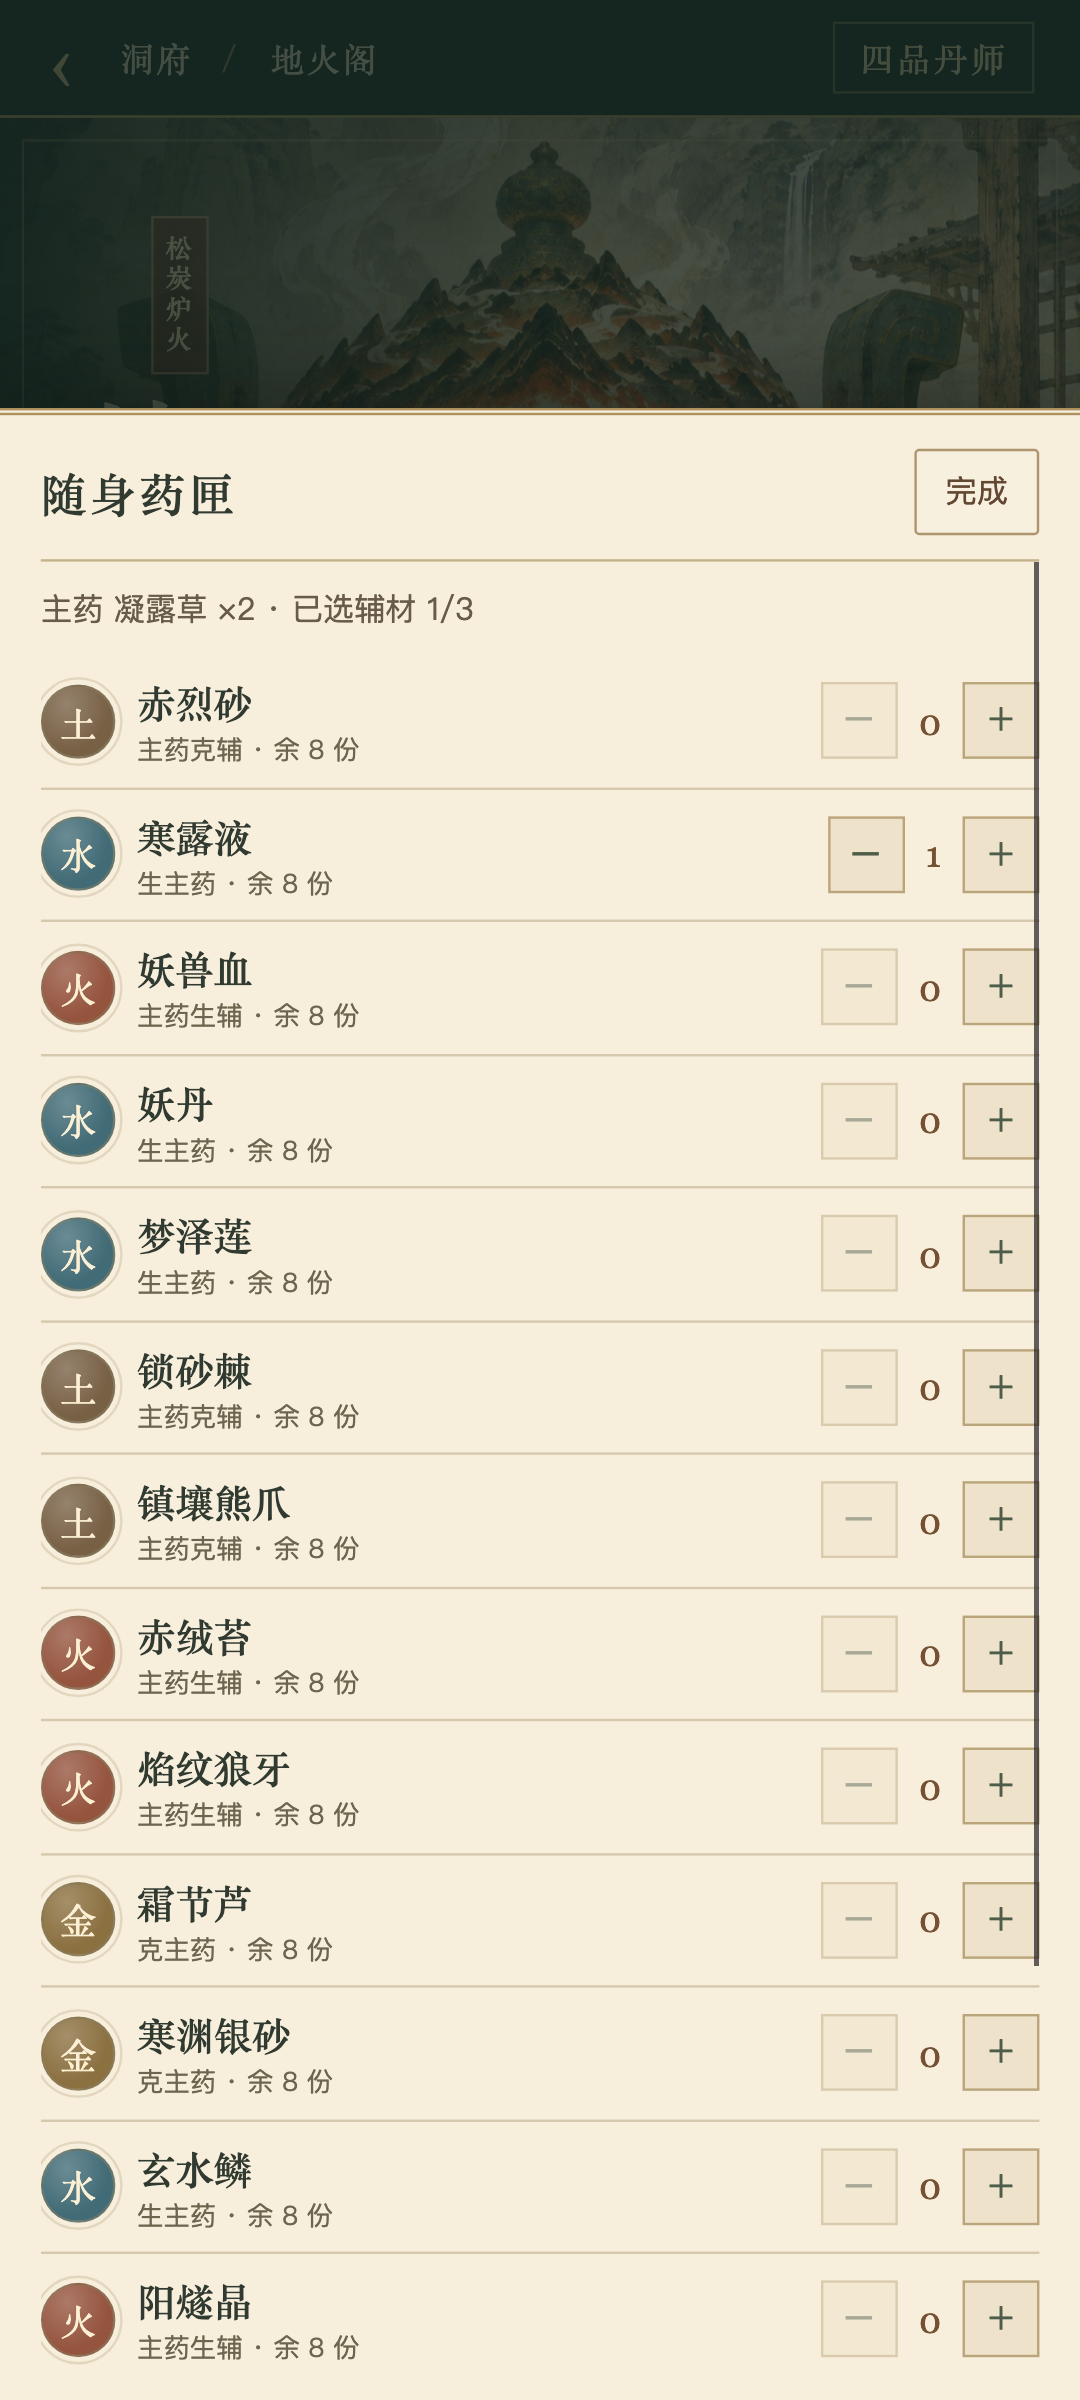 ‹ 洞府 / 地火阁 四品丹师
松炭炉火
随身药匣 完成
主药 凝露草 ×2 · 已选辅材 1/3
土 赤烈砂 − 0 +
主药克辅 · 余 8 份
水 寒露液 − 1 +
生主药 · 余 8 份
火 妖兽血 − 0 +
主药生辅 · 余 8 份
水 妖丹 − 0 +
生主药 · 余 8 份
水 梦泽莲 − 0 +
生主药 · 余 8 份
土 锁砂棘 − 0 +
主药克辅 · 余 8 份
土 镇壤熊爪 − 0 +
主药克辅 · 余 8 份
火 赤绒苔 − 0 +
主药生辅 · 余 8 份
火 焰纹狼牙 − 0 +
主药生辅 · 余 8 份
金 霜节芦 − 0 +
克主药 · 余 8 份
金 寒渊银砂 − 0 +
克主药 · 余 8 份
水 玄水鳞 − 0 +
生主药 · 余 8 份
火 阳燧晶 − 0 +
主药生辅 · 余 8 份